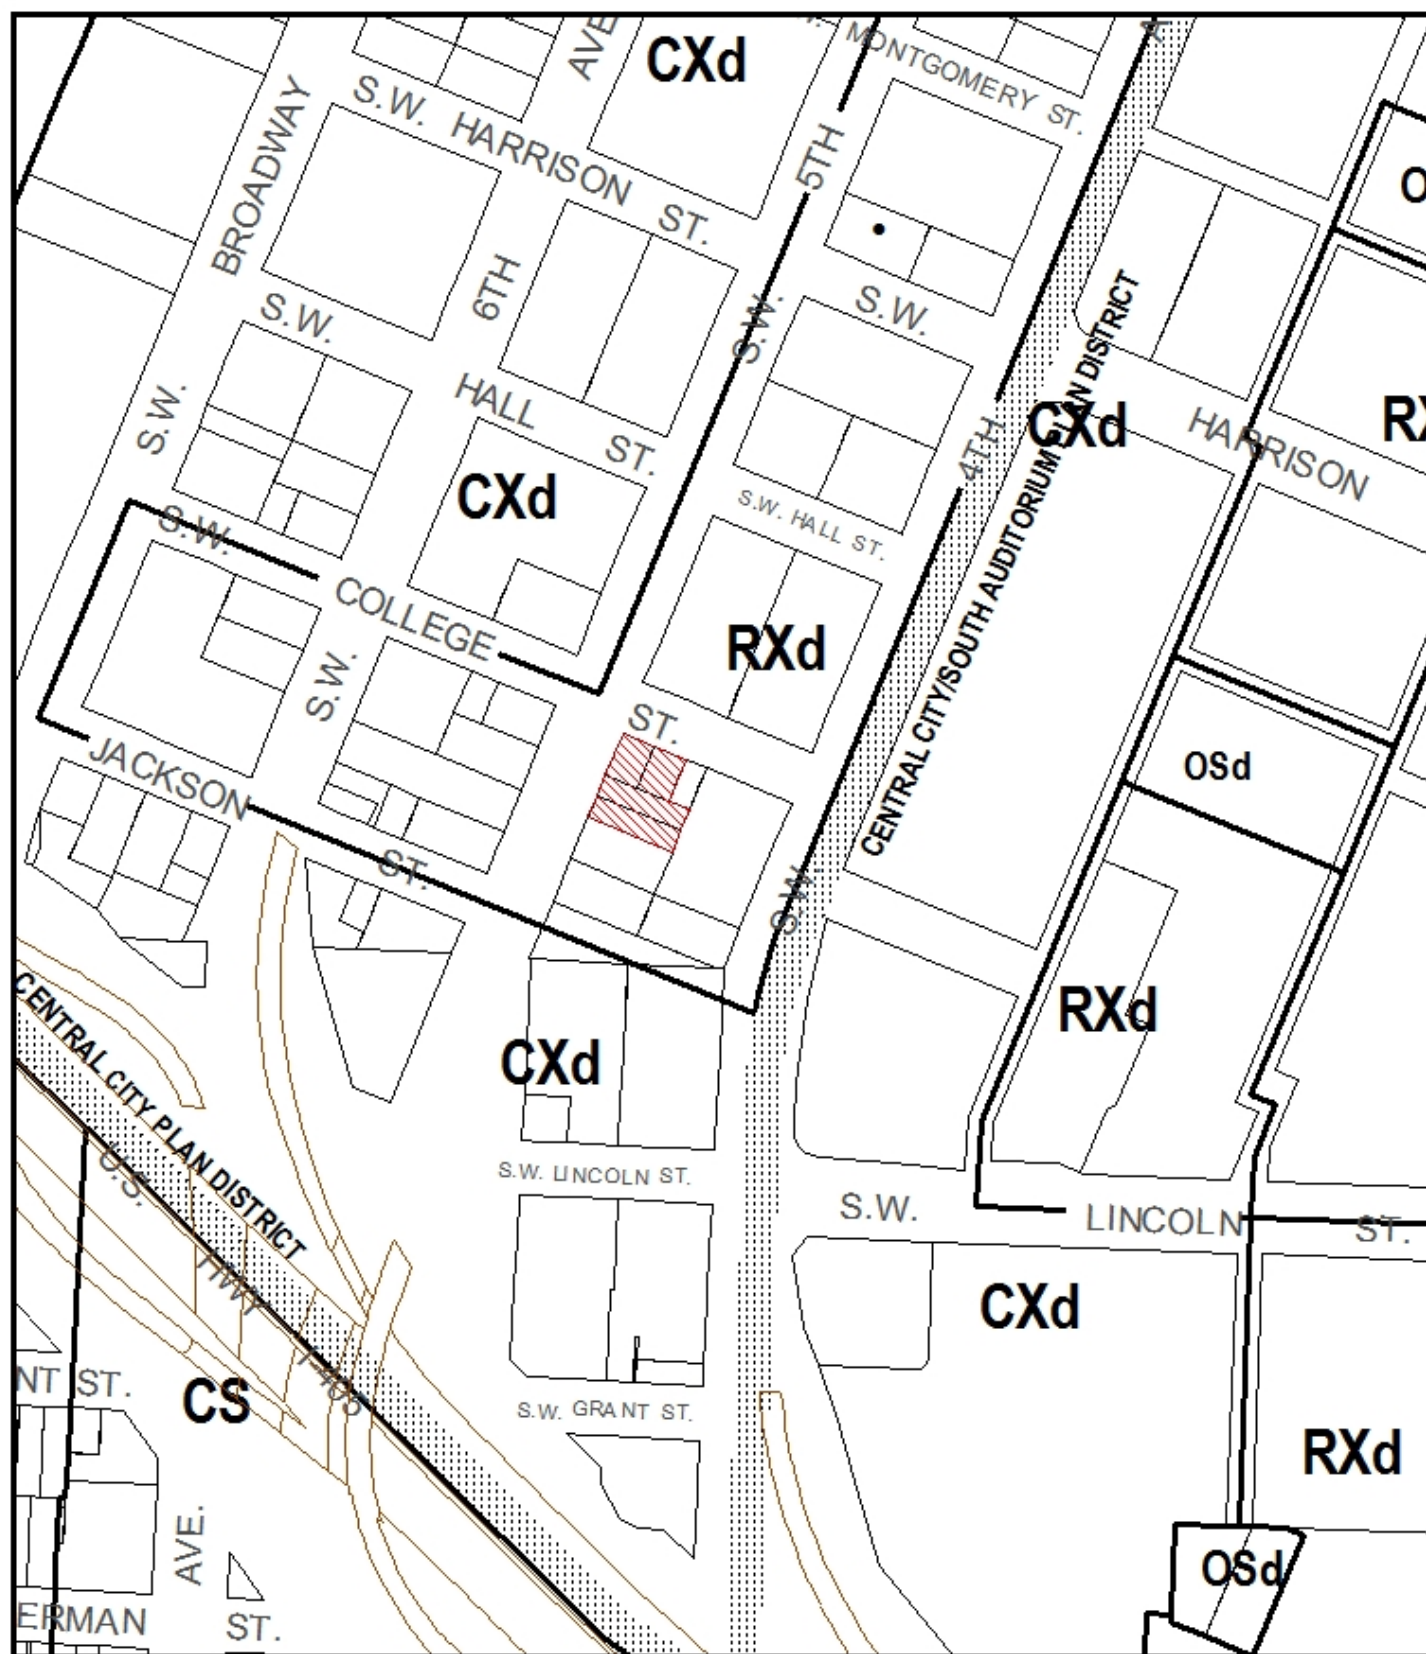 CXd
AVE
S.W. HARRISON ST.
MONTGOMERY ST.
BROADWAY
5TH
6TH
S.W.
S.W.
S.W.
S.W.
HALL ST.
CXd
HARRISON
4TH
CXd
CENTRAL CITY/SOUTH AUDITORIUM PLAN DISTRICT
S.W. HALL ST.
S.W.
COLLEGE
ST.
S.W.
RXd
JACKSON
ST.
OSd
S.W.
CENTRAL CITY PLAN DISTRICT
CXd
RXd
U.S.
HWY
I-405
S.W. LINCOLN ST.
S.W. LINCOLN ST.
CXd
NT ST.
CS
S.W. GRANT ST.
RXd
AVE.
OSd
ERMAN ST.